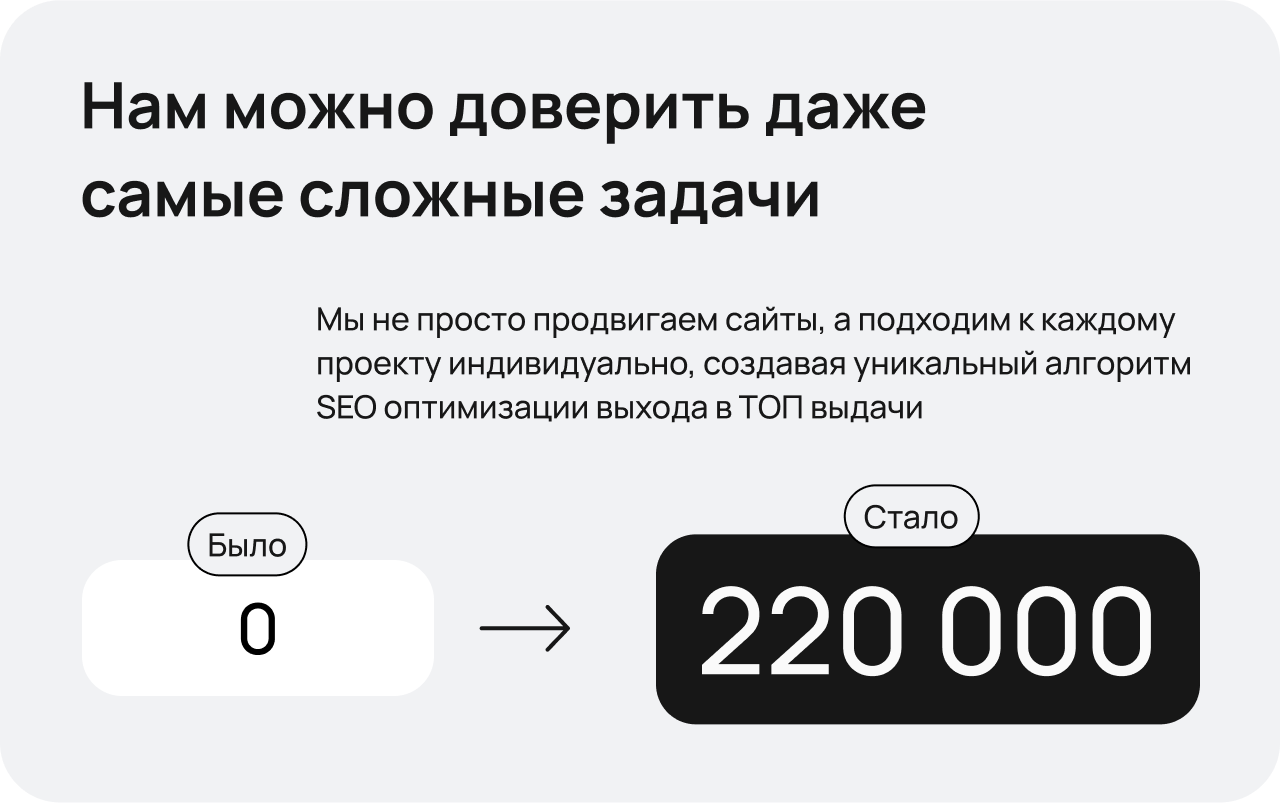 Нам можно доверить даже
самые сложные задачи
Мы не просто продвигаем сайты, а подходим к каждому
проекту индивидуально, создавая уникальный алгоритм
SEO оптимизации выхода в ТОП выдачи
Было
0
Стало
220 000